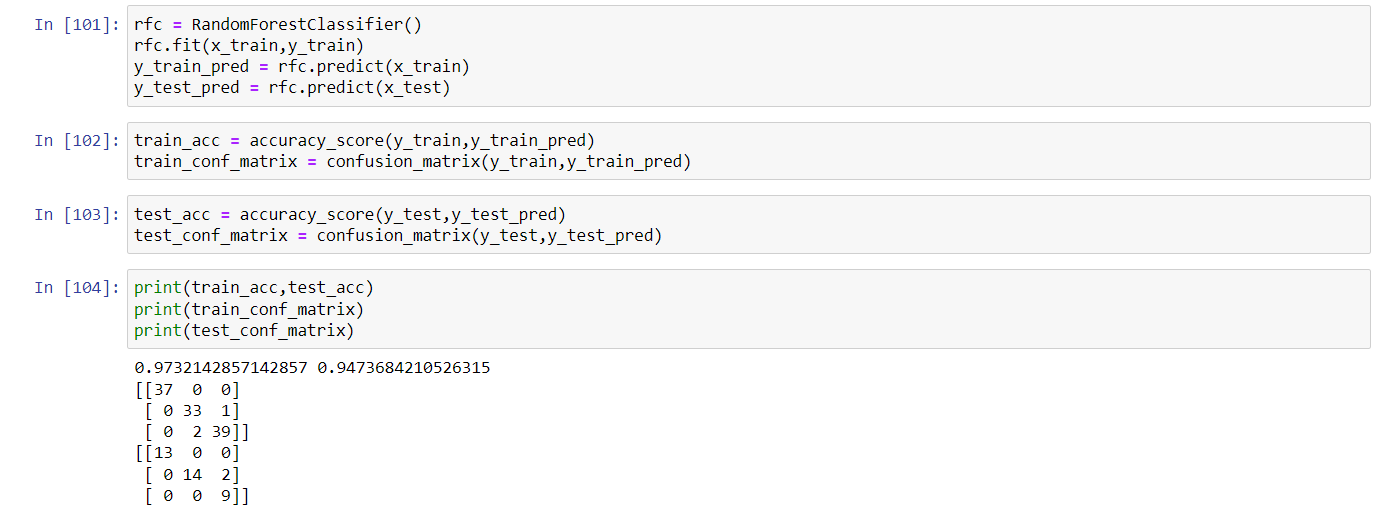 In [101]: rfc = RandomForestClassifier()
rfc.fit(x_train,y_train)
y_train_pred = rfc.predict(x_train)
y_test_pred = rfc.predict(x_test)
In [102]: train_acc = accuracy_score(y_train,y_train_pred)
train_conf_matrix = confusion_matrix(y_train,y_train_pred)
In [103]: test_acc = accuracy_score(y_test,y_test_pred)
test_conf_matrix = confusion_matrix(y_test,y_test_pred)
In [104]: print(train_acc,test_acc)
print(train_conf_matrix)
print(test_conf_matrix)
0.9732142857142857 0.9473684210526315
[[37  0  0]
 [ 0 33  1]
 [ 0  2 39]]
[[13  0  0]
 [ 0 14  2]
 [ 0  0  9]]